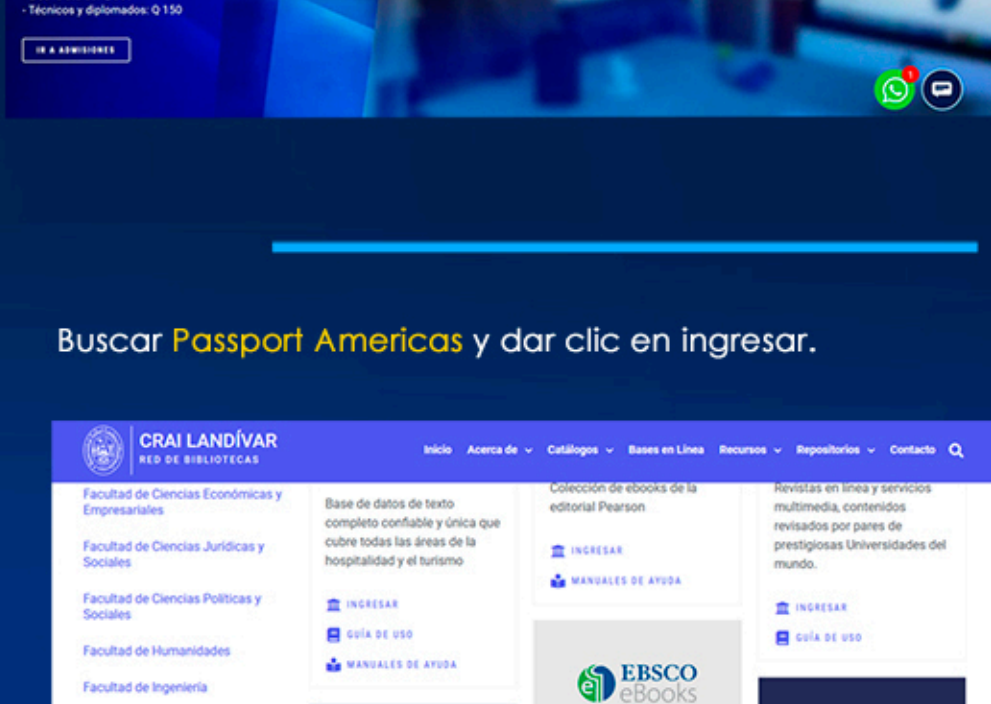 - Técnicos y diplomados: Q 150
IR A ADMISIONES
1
Buscar Passport Americas y dar clic en ingresar.
CRAI LANDÍVAR
RED DE BIBLIOTECAS
Inicio Acerca de Catálogos Bases en Línea Recursos Repositorios Contacto
Facultad de Ciencias Económicas y
Empresariales
Facultad de Ciencias Jurídicas y
Sociales
Facultad de Ciencias Políticas y
Sociales
Facultad de Humanidades
Facultad de Ingeniería
Base de datos de texto
completo confiable y única que
cubre todas las áreas de la
hospitalidad y el turismo
INGRESAR
GUÍA DE USO
MANUALES DE AYUDA
Colección de ebooks de la
editorial Pearson
INGRESAR
MANUALES DE AYUDA
EBSCO
eBooks
Revistas en línea y servicios
multimedia, contenidos
revisados por pares de
prestigiosas Universidades del
mundo.
INGRESAR
GUÍA DE USO